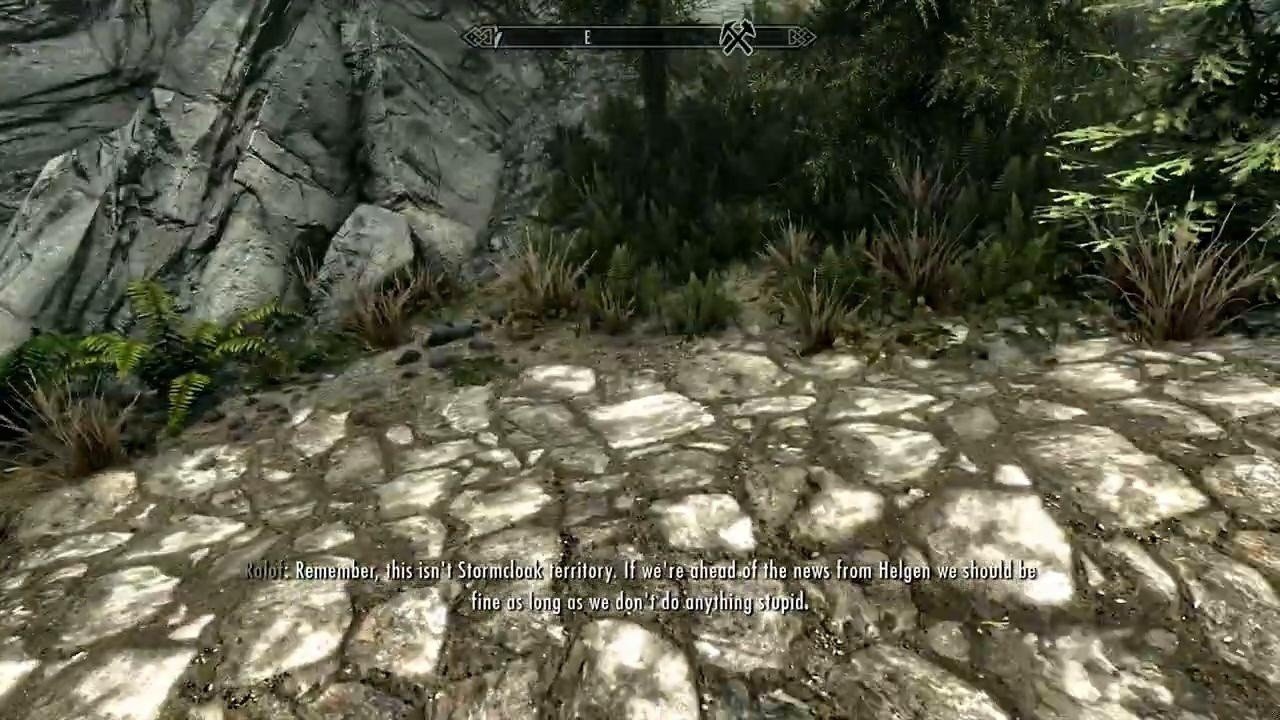 E
Ralof: Remember, this isn't Stormcloak territory. If we're ahead of the news from Helgen we should be
fine as long as we don't do anything stupid.